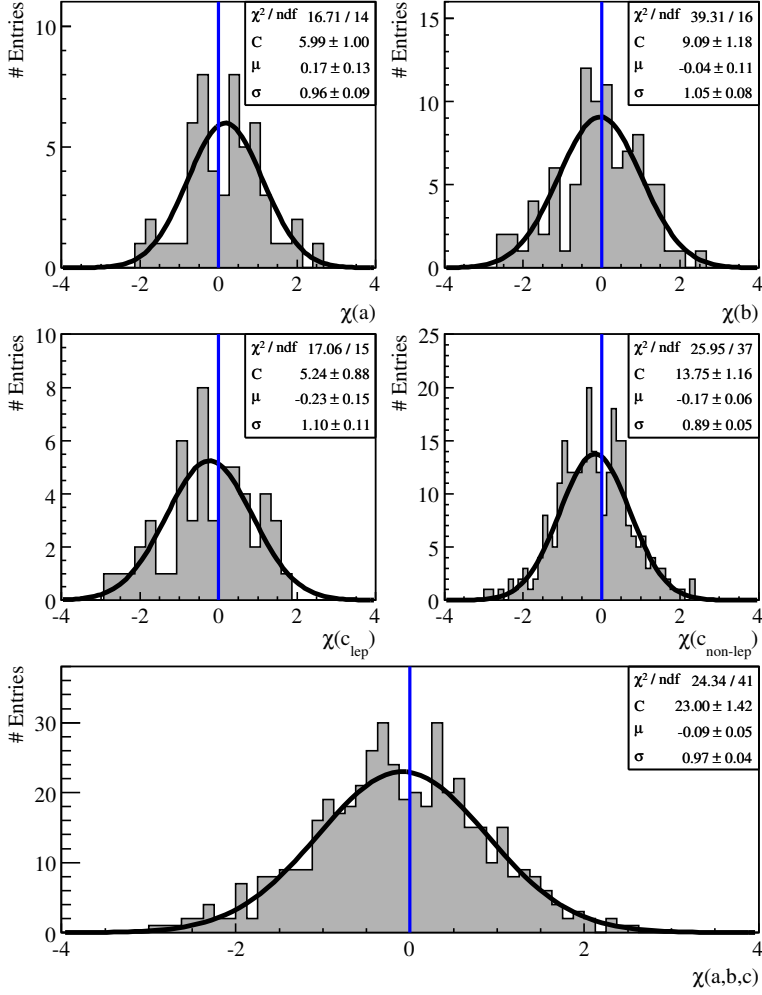 # Entries
10
5
0
χ² / ndf 16.71 / 14
C 5.99 ± 1.00
μ 0.17 ± 0.13
σ 0.96 ± 0.09
-4 -2 0 2 4
χ(a)
# Entries
15
10
5
0
χ² / ndf 39.31 / 16
C 9.09 ± 1.18
μ -0.04 ± 0.11
σ 1.05 ± 0.08
-4 -2 0 2 4
χ(b)
# Entries
10
8
6
4
2
0
χ² / ndf 17.06 / 15
C 5.24 ± 0.88
μ -0.23 ± 0.15
σ 1.10 ± 0.11
-4 -2 0 2 4
χ(c_lep)
# Entries
25
20
15
10
5
0
χ² / ndf 25.95 / 37
C 13.75 ± 1.16
μ -0.17 ± 0.06
σ 0.89 ± 0.05
-4 -2 0 2 4
χ(c_non-lep)
# Entries
30
20
10
0
χ² / ndf 24.34 / 41
C 23.00 ± 1.42
μ -0.09 ± 0.05
σ 0.97 ± 0.04
-4 -2 0 2 4
χ(a,b,c)